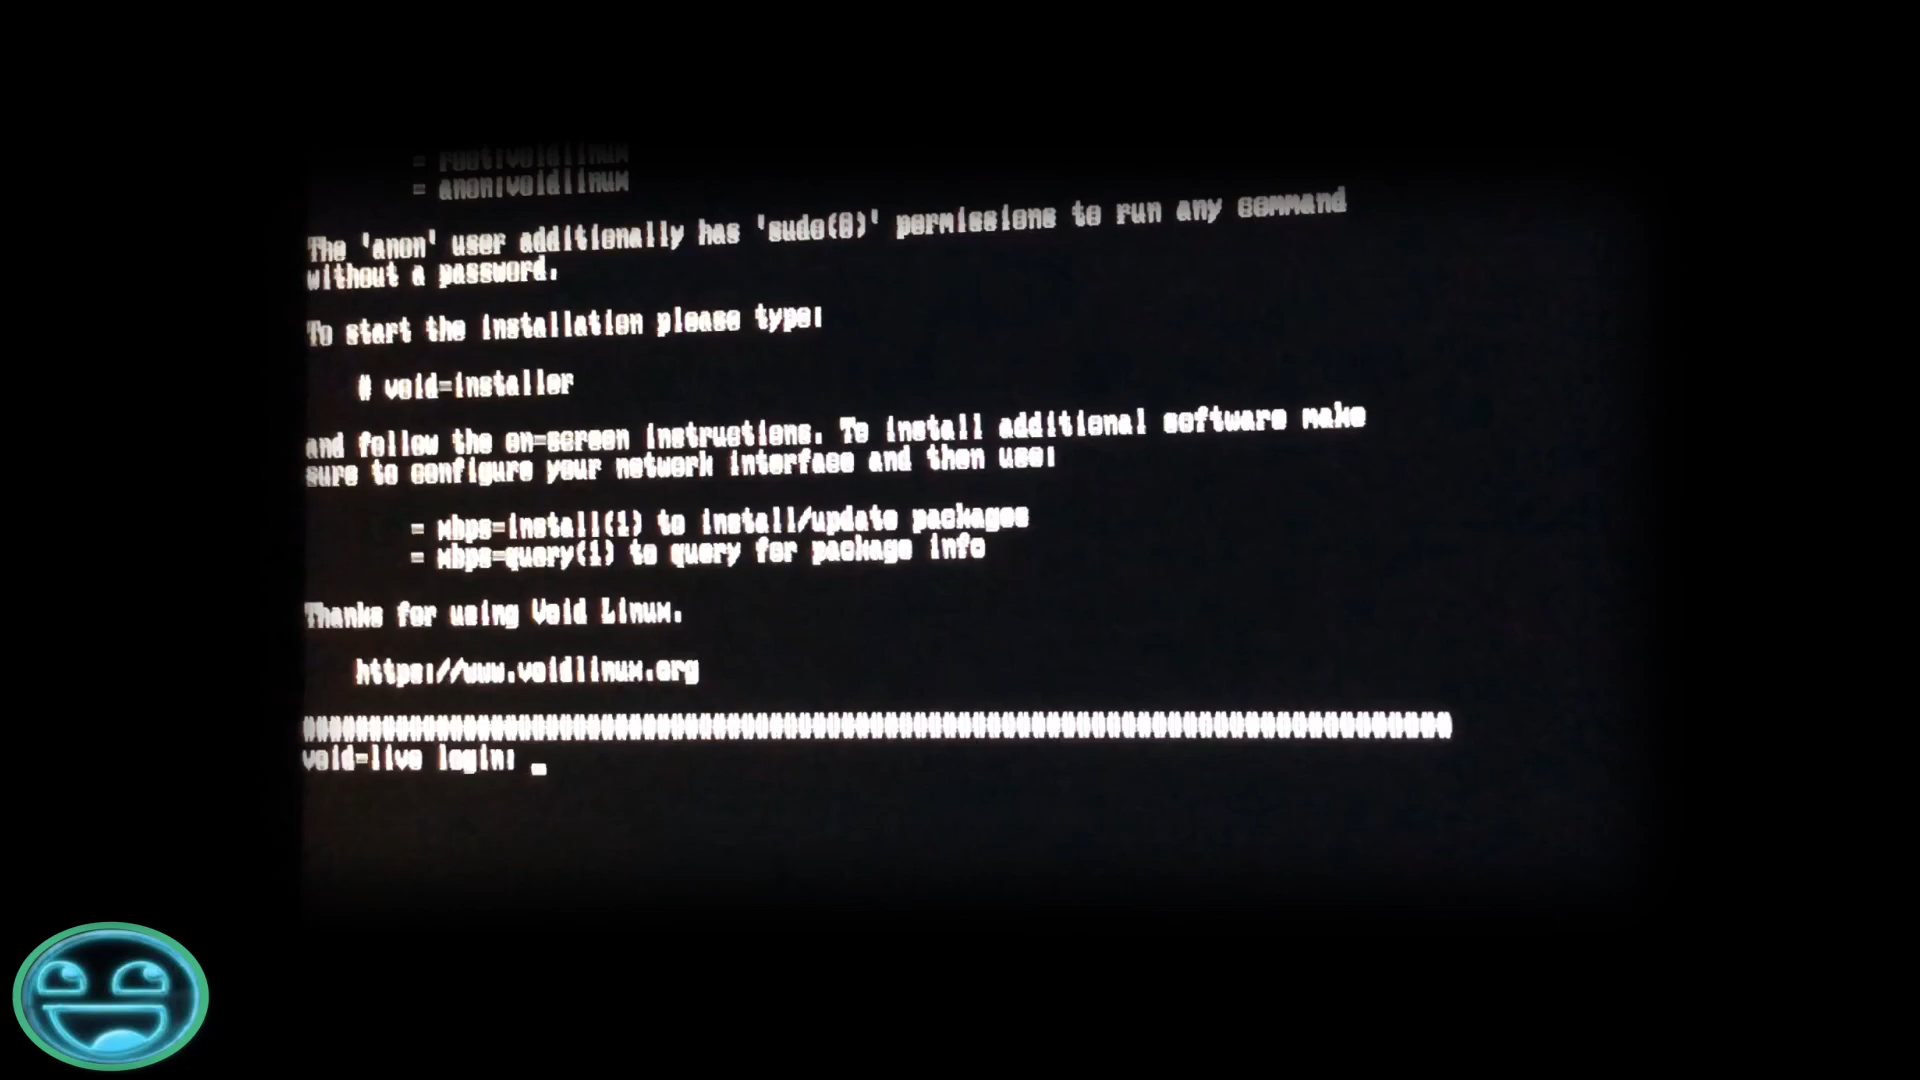 - root:voidlinux
- anon:voidlinux
The 'anon' user additionally has 'sudo(8)' permissions to run any command
without a password.
To start the installation please type:
# void-installer
and follow the on-screen instructions. To install additional software make
sure to configure your network interface and then use:
- xbps-install(1) to install/update packages
- xbps-query(1) to query for package info
Thanks for using Void Linux.
https://www.voidlinux.org
void-live login: _